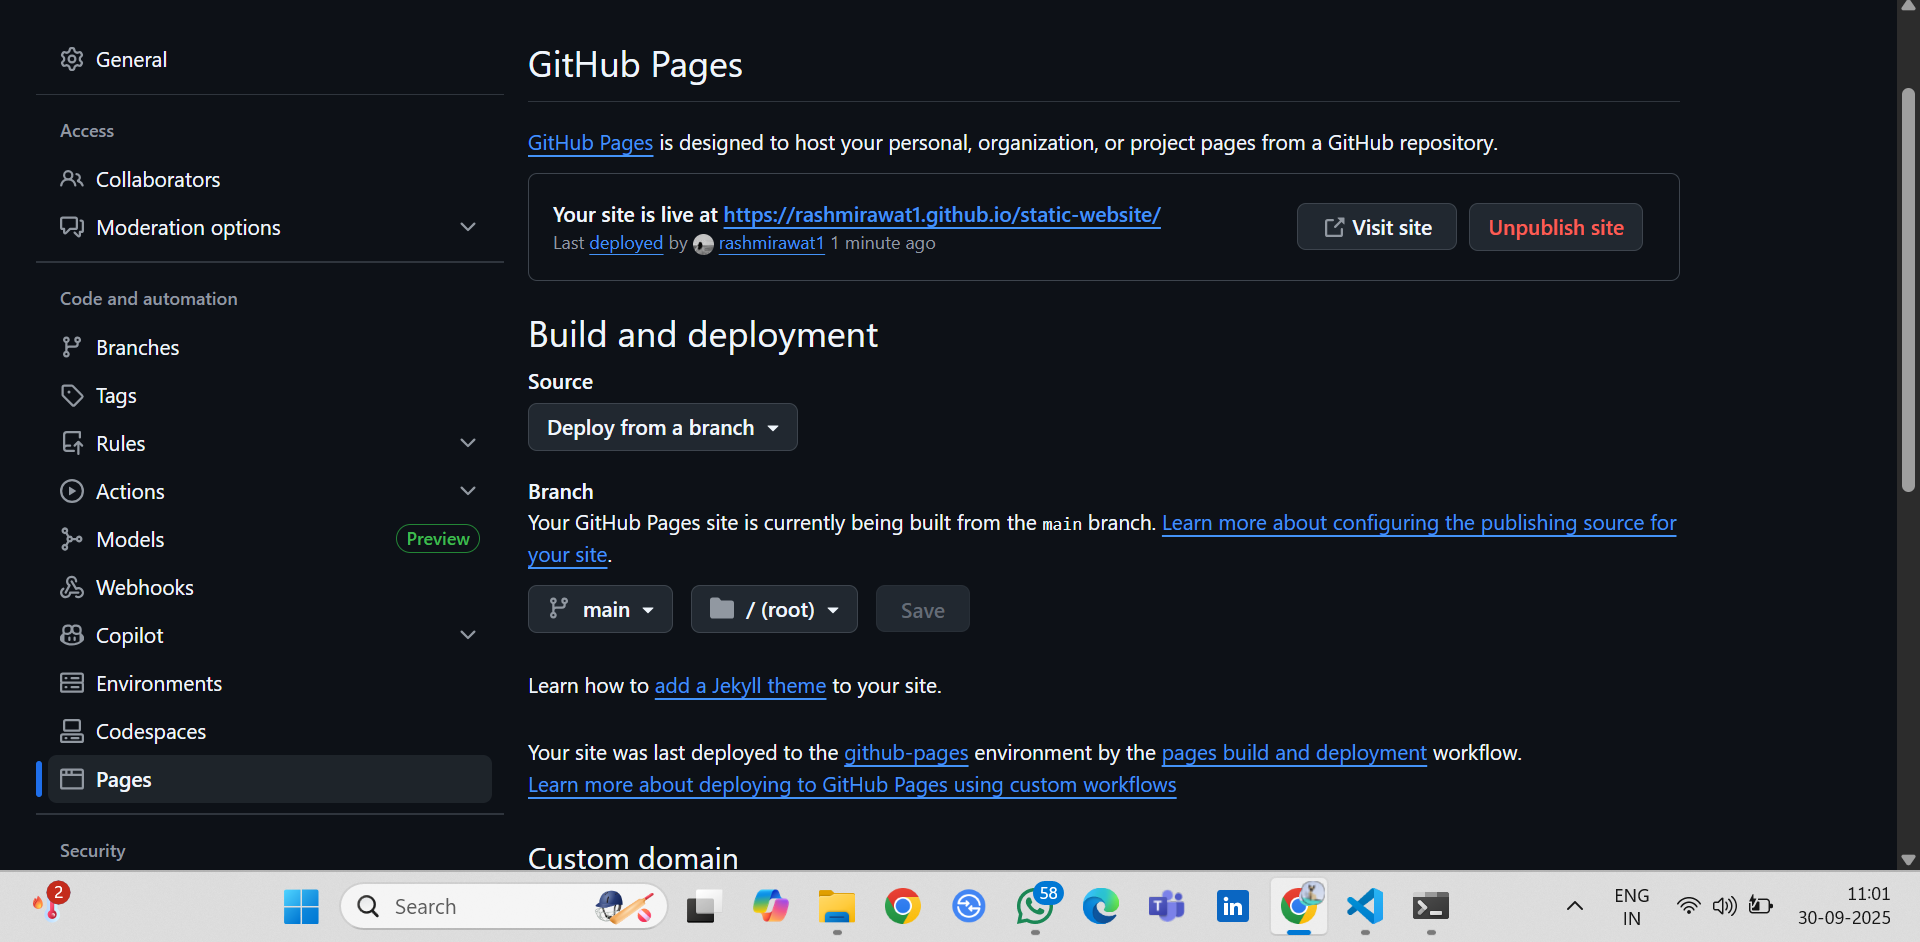 General
Access
Collaborators
Moderation options
Code and automation
Branches
Tags
Rules
Actions
Models
Preview
Webhooks
Copilot
Environments
Codespaces
Pages
Security
GitHub Pages
GitHub Pages is designed to host your personal, organization, or project pages from a GitHub repository.
Your site is live at https://rashmirawat1.github.io/static-website/
Last deployed by rashmirawat1 1 minute ago
Visit site
Unpublish site
Build and deployment
Source
Deploy from a branch
Branch
Your GitHub Pages site is currently being built from the main branch. Learn more about configuring the publishing source for
your site.
main
/ (root)
Save
Learn how to add a Jekyll theme to your site.
Your site was last deployed to the github-pages environment by the pages build and deployment workflow.
Learn more about deploying to GitHub Pages using custom workflows
Custom domain
2
Search
58
T
in
ENG
IN
11:01
30-09-2025